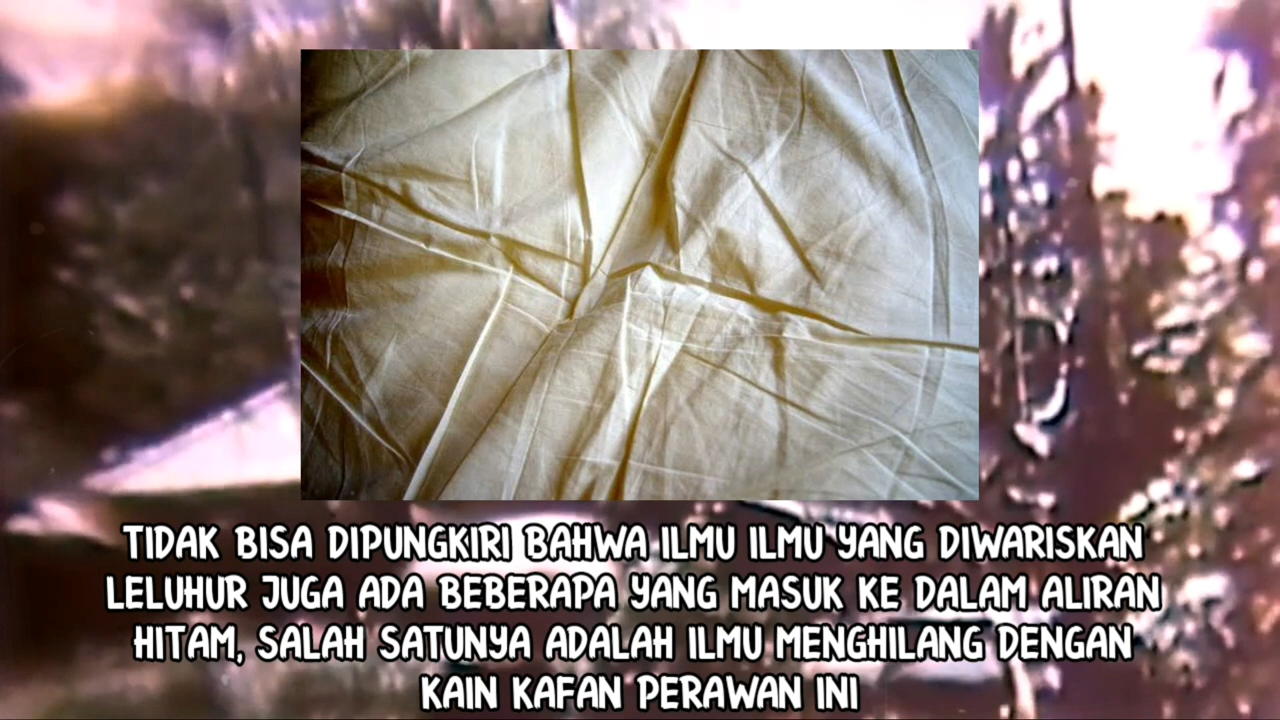 TIDAK BISA DIPUNGKIRI BAHWA ILMU ILMU YANG DIWARISKAN
LELUHUR JUGA ADA BEBERAPA YANG MASUK KE DALAM ALIRAN
HITAM, SALAH SATUNYA ADALAH ILMU MENGHILANG DENGAN
KAIN KAFAN PERAWAN INI